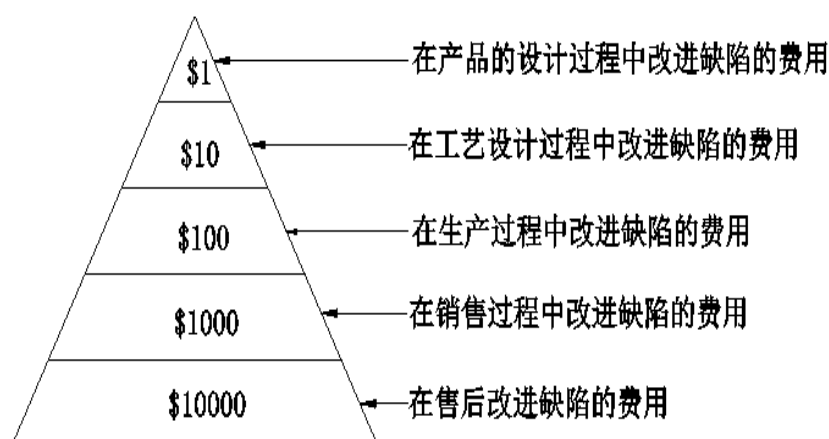 $1
在产品的设计过程中改进缺陷的费用
$10
在工艺设计过程中改进缺陷的费用
$100
在生产过程中改进缺陷的费用
$1000
在销售过程中改进缺陷的费用
$10000
在售后改进缺陷的费用